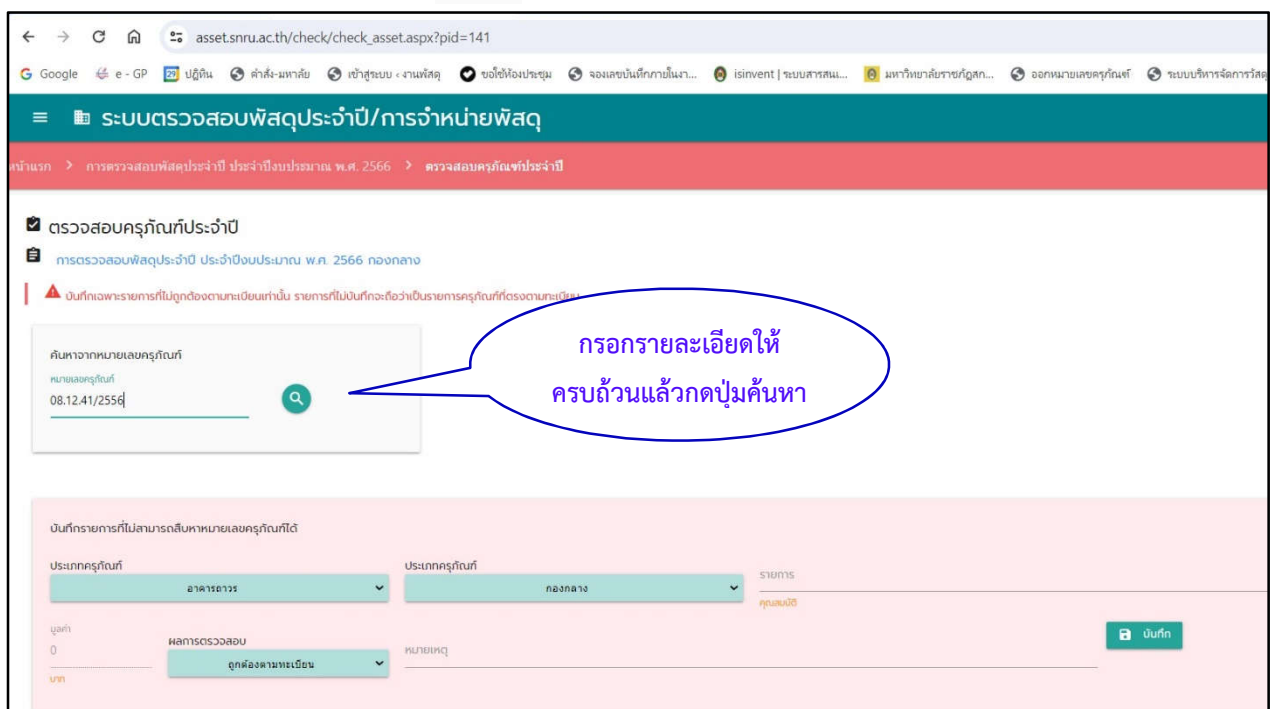 asset.snru.ac.th/check/check_asset.aspx?pid=141
Google e - GP ปฏิทิน คำสั่ง-มหาลัย เข้าสู่ระบบ ‹ งานพัสดุ ขอใช้ห้องประชุม จองเลขบันทึกภายในงา... isinvent | ระบบสารสนเ... มหาวิทยาลัยราชภัฏสก... ออกหมายเลขครุภัณฑ์ ระบบบริหารจัดการวัสดุ
ระบบตรวจสอบพัสดุประจำปี/การจำหน่ายพัสดุ
หน้าแรก > การตรวจสอบพัสดุประจำปี ประจำปีงบประมาณ พ.ศ. 2566 > ตรวจสอบครุภัณฑ์ประจำปี
ตรวจสอบครุภัณฑ์ประจำปี
การตรวจสอบพัสดุประจำปี ประจำปีงบประมาณ พ.ศ. 2566 กองกลาง
บันทึกเฉพาะรายการที่ไม่ถูกต้องตามทะเบียนเท่านั้น รายการที่ไม่บันทึกจะถือว่าเป็นรายการครุภัณฑ์ที่ตรงตามทะเบียน
กรอกรายละเอียดให้
ครบถ้วนแล้วกดปุ่มค้นหา
ค้นหาจากหมายเลขครุภัณฑ์
หมายเลขครุภัณฑ์
08.12.41/2556
บันทึกรายการที่ไม่สามารถสืบหาหมายเลขครุภัณฑ์ได้
ประเภทครุภัณฑ์ ประเภทครุภัณฑ์
อาคารถาวร กองกลาง รายการ
คุณสมบัติ
มูลค่า ผลการตรวจสอบ
0 ถูกต้องตามทะเบียน หมายเหตุ บันทึก
บาท